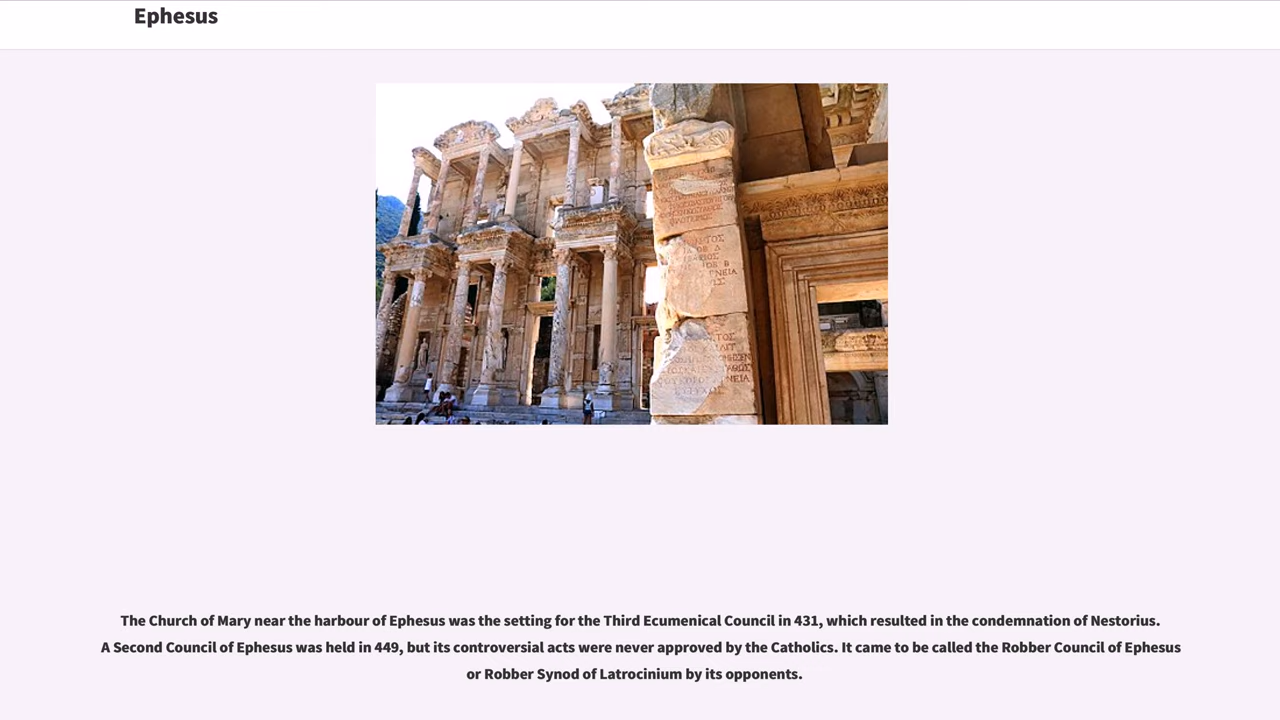 Ephesus
ΤΟΣ
ΝΕΙΑ
The Church of Mary near the harbour of Ephesus was the setting for the Third Ecumenical Council in 431, which resulted in the condemnation of Nestorius.
A Second Council of Ephesus was held in 449, but its controversial acts were never approved by the Catholics. It came to be called the Robber Council of Ephesus
or Robber Synod of Latrocinium by its opponents.